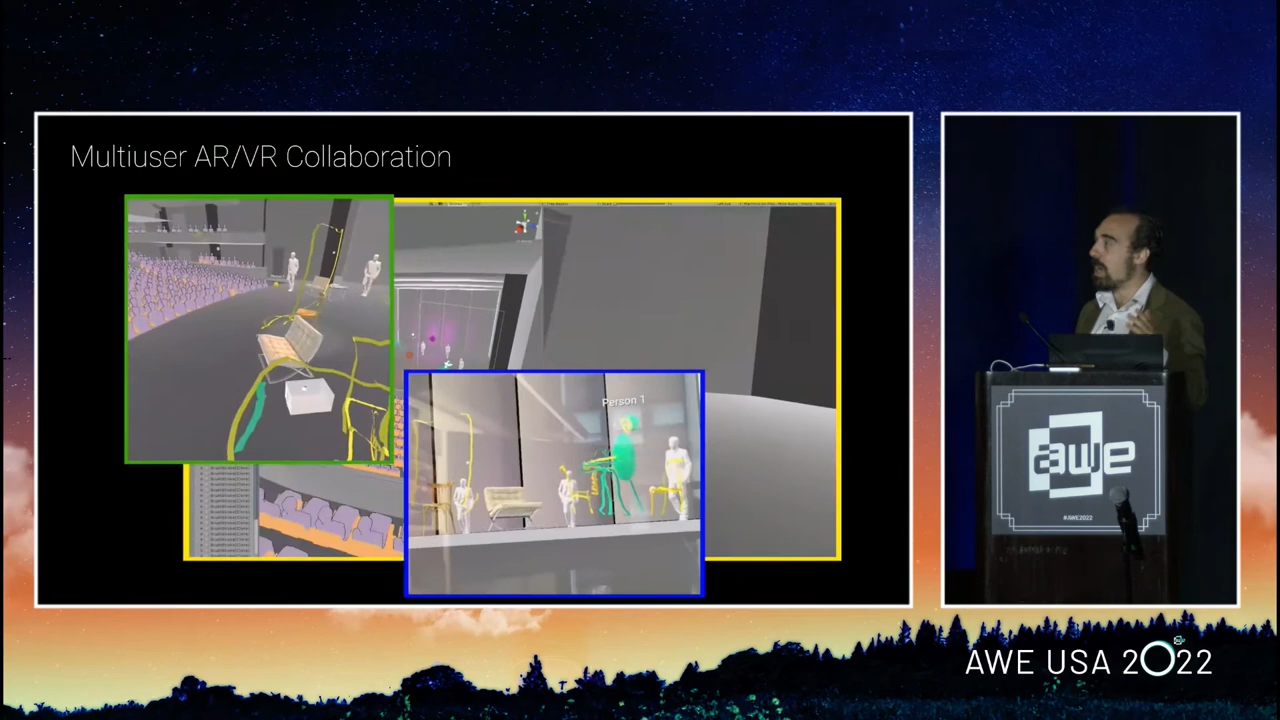 Multiuser AR/VR Collaboration
Person 1
awe
#AWE2022
AWE USA 2022